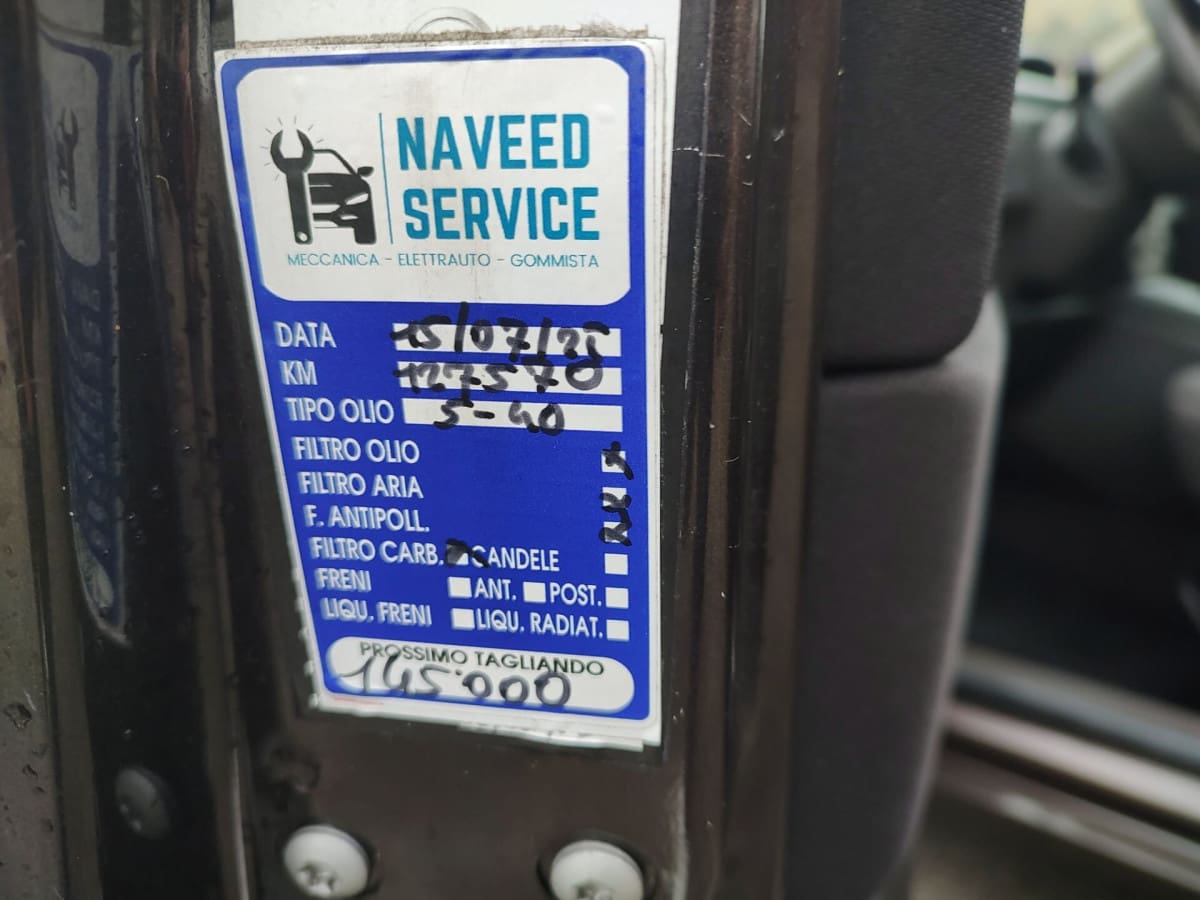 NAVEED
SERVICE
MECCANICA - ELETTRAUTO - GOMMISTA
DATA 15/07/25
KM 127570
TIPO OLIO 5-40
FILTRO OLIO
FILTRO ARIA
F. ANTIPOLL.
FILTRO CARB. CANDELE
FRENI ANT. POST.
LIQU. FRENI LIQU. RADIAT.
PROSSIMO TAGLIANDO
145.000